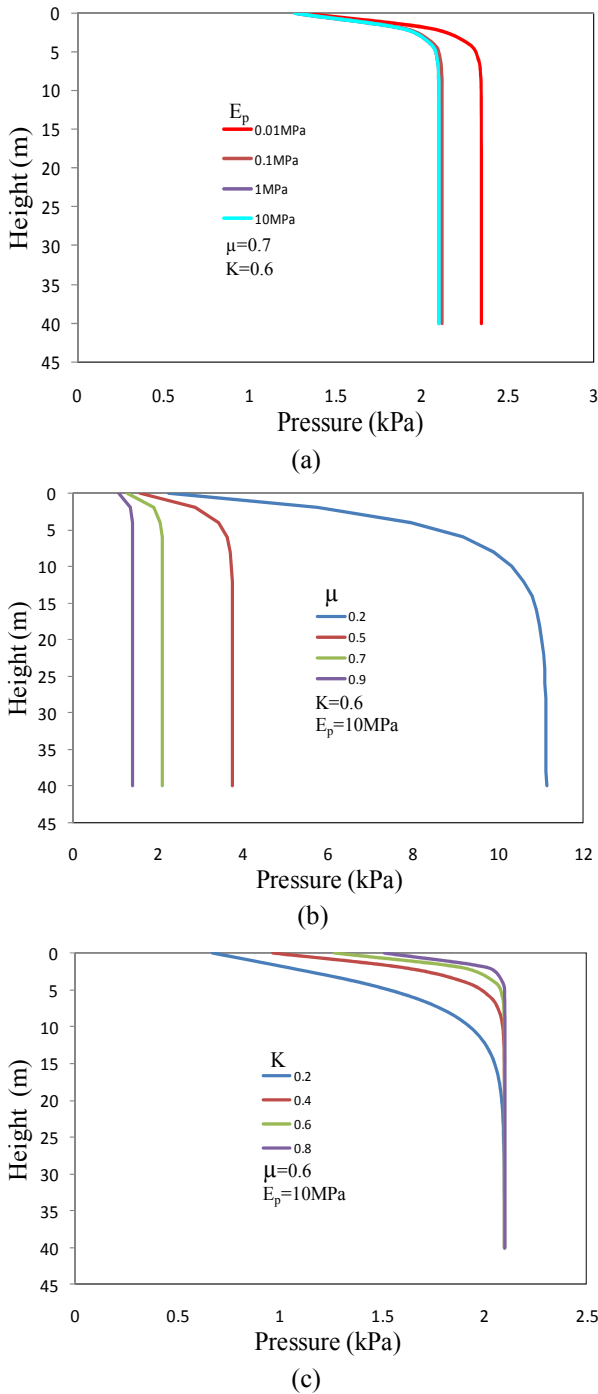 0
5
10
15
20
25
30
35
40
45
Height (m)
E_p
0.01MPa
0.1MPa
1MPa
10MPa
μ=0.7
K=0.6
0 0.5 1 1.5 2 2.5 3
Pressure (kPa)
(a)
0
5
10
15
20
25
30
35
40
45
Height (m)
μ
0.2
0.5
0.7
0.9
K=0.6
E_p=10MPa
0 2 4 6 8 10 12
Pressure (kPa)
(b)
0
5
10
15
20
25
30
35
40
45
Height (m)
K
0.2
0.4
0.6
0.8
μ=0.6
E_p=10MPa
0 0.5 1 1.5 2 2.5
Pressure (kPa)
(c)